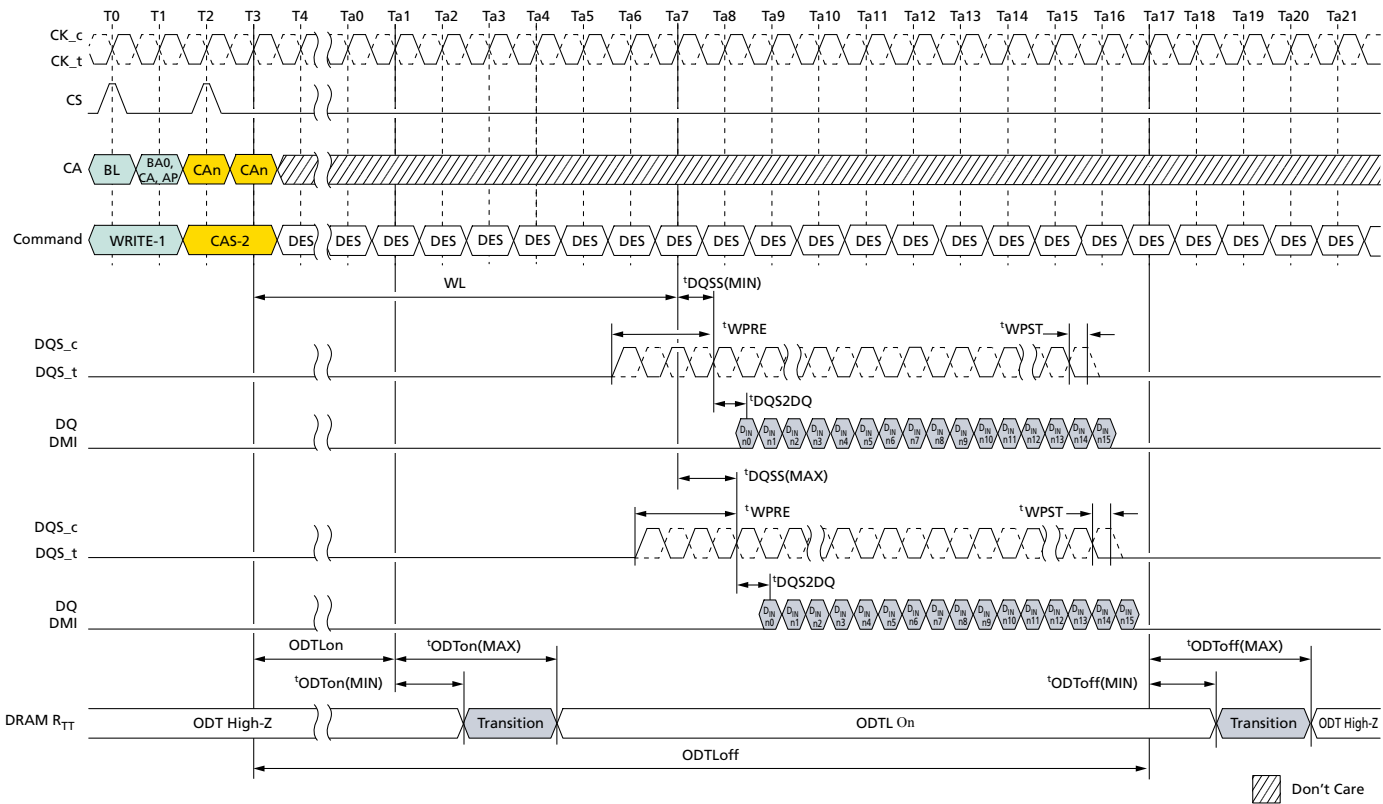 T0 T1 T2 T3 T4 Ta0 Ta1 Ta2 Ta3 Ta4 Ta5 Ta6 Ta7 Ta8 Ta9 Ta10 Ta11 Ta12 Ta13 Ta14 Ta15 Ta16 Ta17 Ta18 Ta19 Ta20 Ta21
CK_c
CK_t
CS
CA BL BA0, CA, AP CAn CAn
Command WRITE-1 CAS-2 DES DES DES DES DES DES DES DES DES DES DES DES DES DES DES DES DES DES DES DES DES DES DES
WL tDQSS(MIN)
tWPRE tWPST
DQS_c
DQS_t
tDQS2DQ
DQ
DMI
DIN n0 DIN n1 DIN n2 DIN n3 DIN n4 DIN n5 DIN n6 DIN n7 DIN n8 DIN n9 DIN n10 DIN n11 DIN n12 DIN n13 DIN n14 DIN n15
tDQSS(MAX)
tWPRE tWPST
DQS_c
DQS_t
tDQS2DQ
DQ
DMI
DIN n0 DIN n1 DIN n2 DIN n3 DIN n4 DIN n5 DIN n6 DIN n7 DIN n8 DIN n9 DIN n10 DIN n11 DIN n12 DIN n13 DIN n14 DIN n15
ODTLon tODTon(MAX) tODToff(MAX)
tODTon(MIN) tODToff(MIN)
DRAM RTT ODT High-Z Transition ODTL On Transition ODT High-Z
ODTLoff
Don't Care